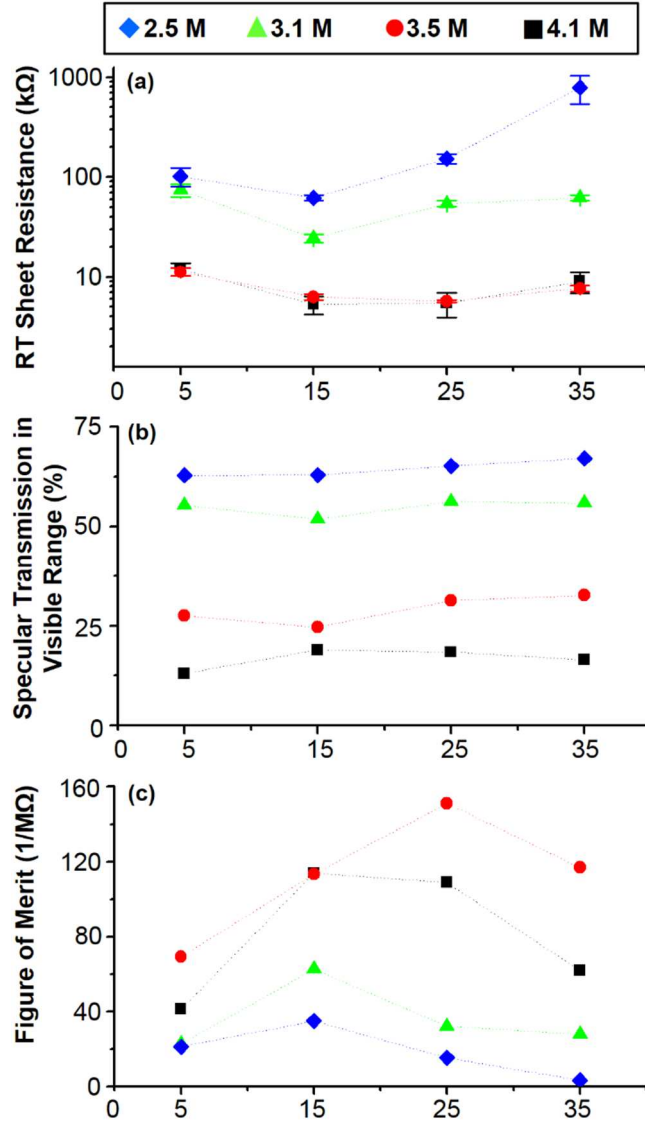 2.5 M 3.1 M 3.5 M 4.1 M
(a)
RT Sheet Resistance (kΩ)
1000
100
10
0 5 15 25 35
(b)
Specular Transmission in
Visible Range (%)
75
50
25
0
0 5 15 25 35
(c)
Figure of Merit (1/MΩ)
160
120
80
40
0
0 5 15 25 35